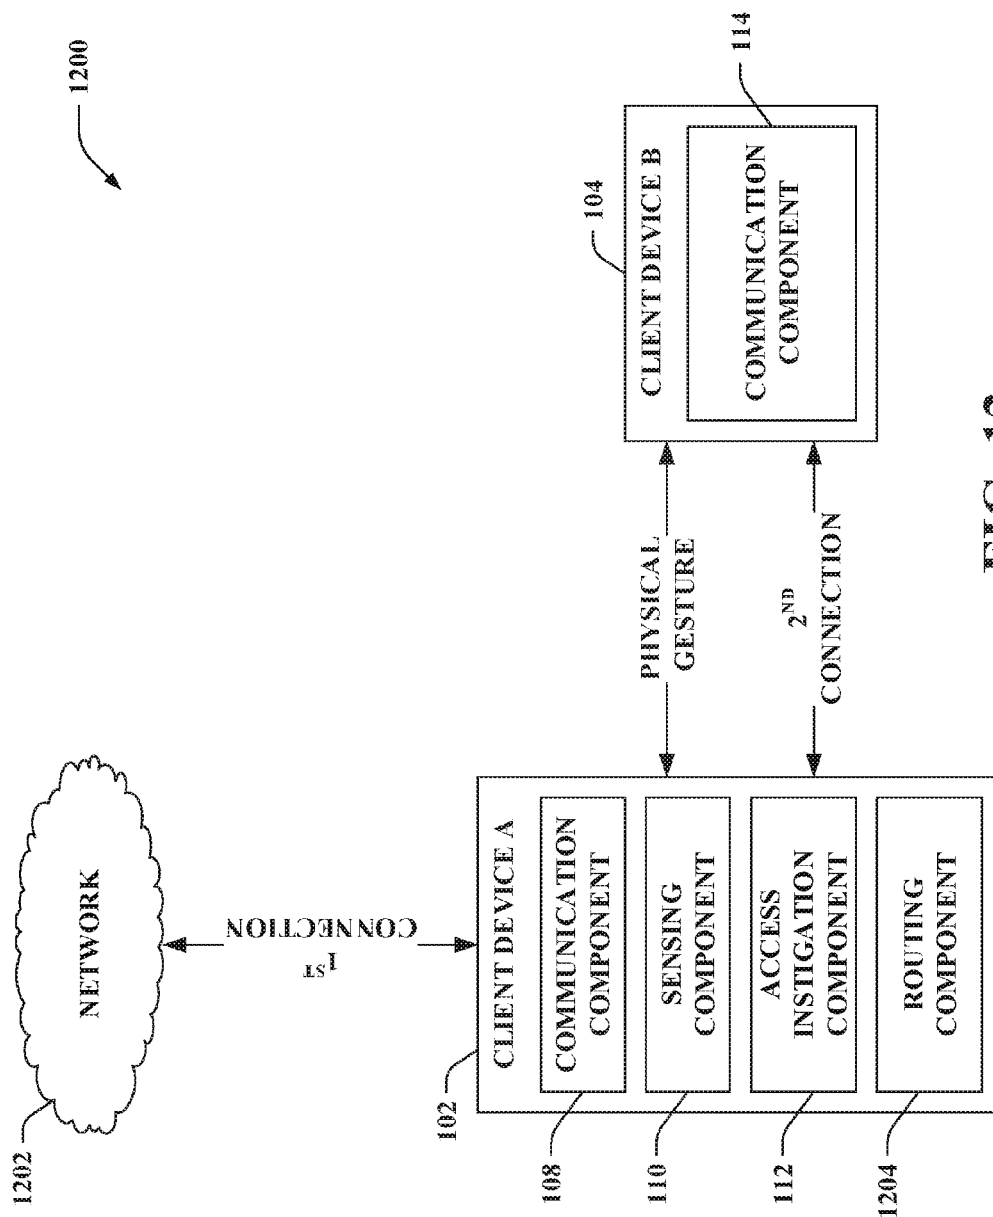 1202
NETWORK
1200
1ST
CONNECTION
102
CLIENT DEVICE A
108
COMMUNICATION
COMPONENT
110
SENSING
COMPONENT
112
ACCESS
INSTIGATION
COMPONENT
1204
ROUTING
COMPONENT
PHYSICAL
GESTURE
2ND
CONNECTION
104
CLIENT DEVICE B
COMMUNICATION
COMPONENT
114
FIG